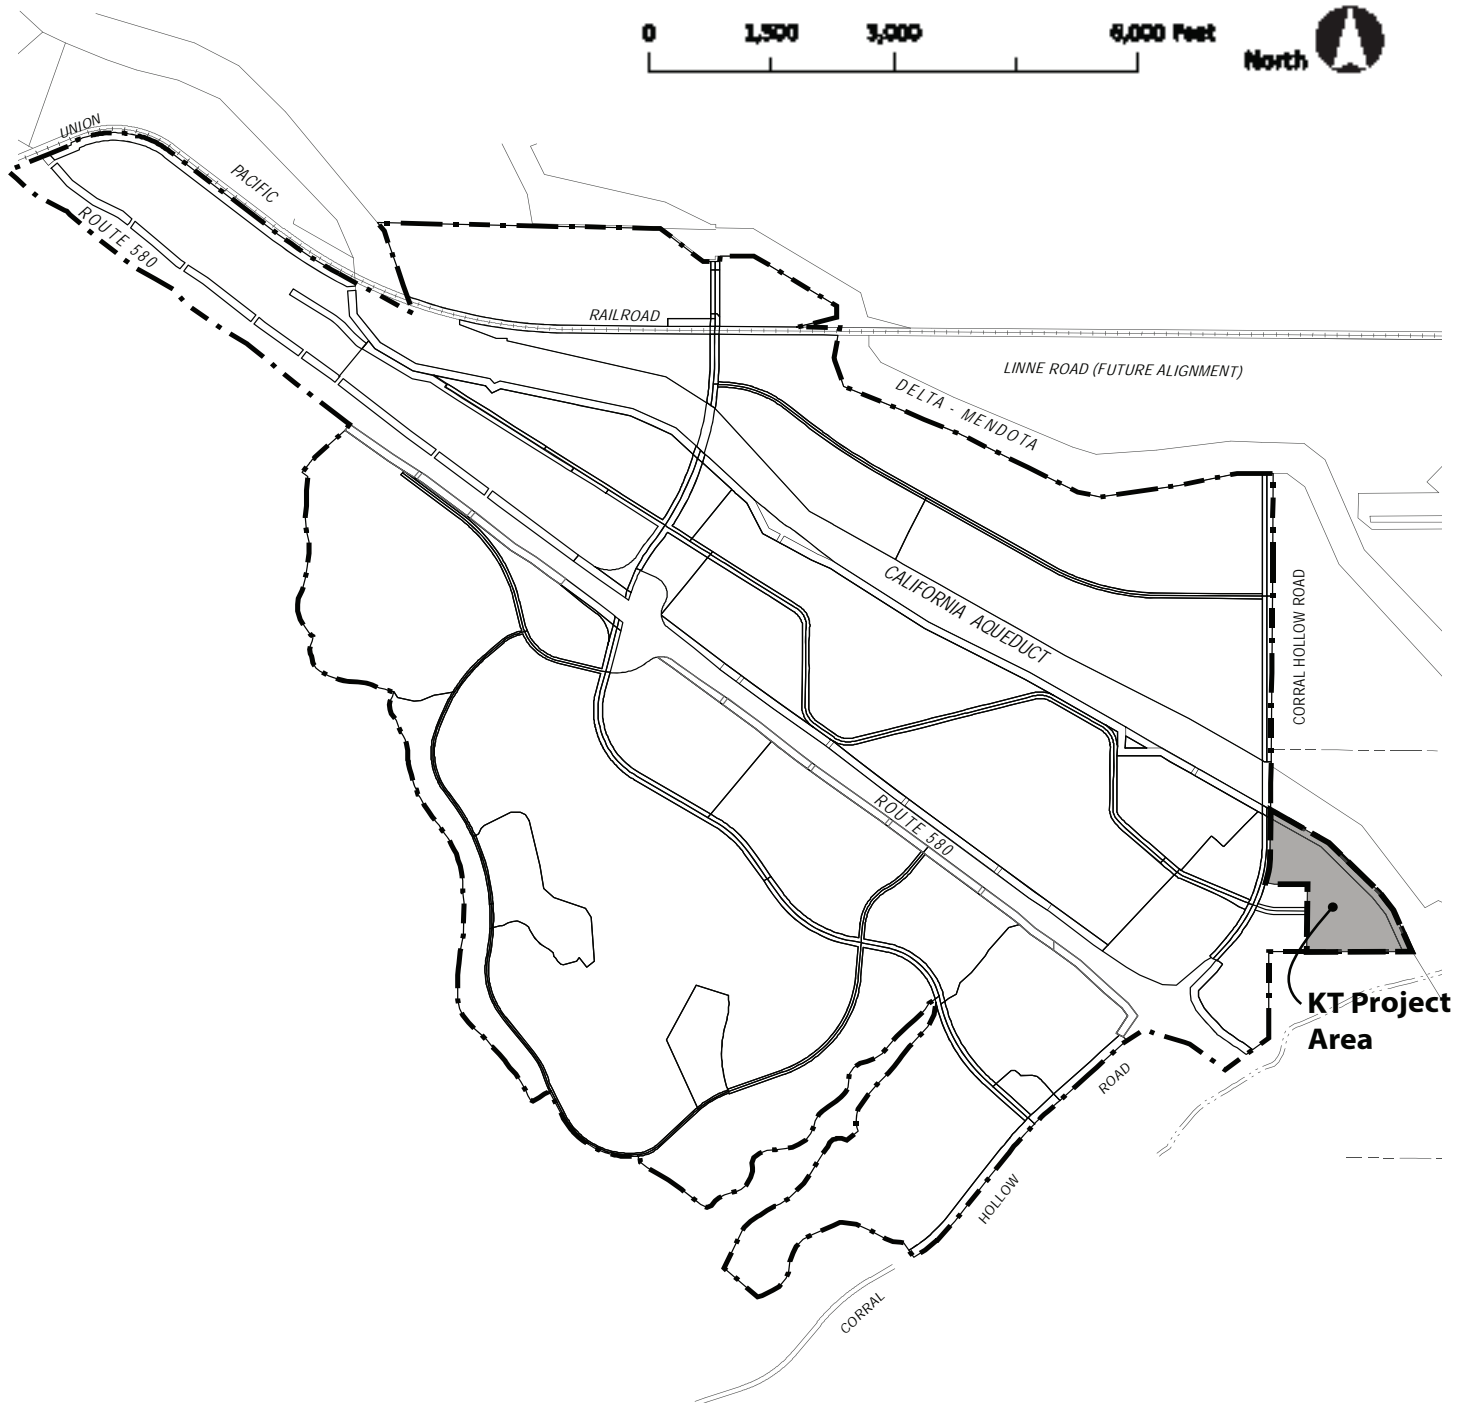 0 1,500 3,000 6,000 Feet
North
UNION
PACIFIC
ROUTE 580
RAILROAD
LINNE ROAD (FUTURE ALIGNMENT)
DELTA - MENDOTA
CALIFORNIA AQUEDUCT
CORRAL HOLLOW ROAD
ROUTE 580
KT Project
Area
ROAD
HOLLOW
CORRAL